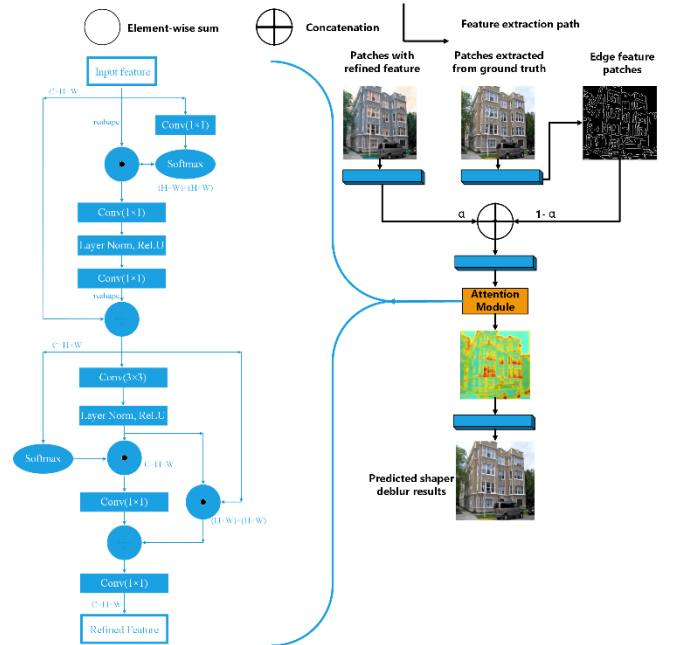 Element-wise sum
Concatenation
Feature extraction path
Patches with
refined feature
Patches extracted
from ground truth
Edge feature
patches
Input feature
C×H×W
reshape
Conv(1×1)
Softmax
(H×W)×(H×W)
Conv(1×1)
Layer Norm, ReLU
Conv(1×1)
reshape
C×H×W
Conv(3×3)
Layer Norm, ReLU
Softmax
C×H×W
Conv(1×1)
(H×W)×(H×W)
Conv(1×1)
C×H×W
Refined Feature
α
1- α
Attention
Module
Predicted shaper
deblur results